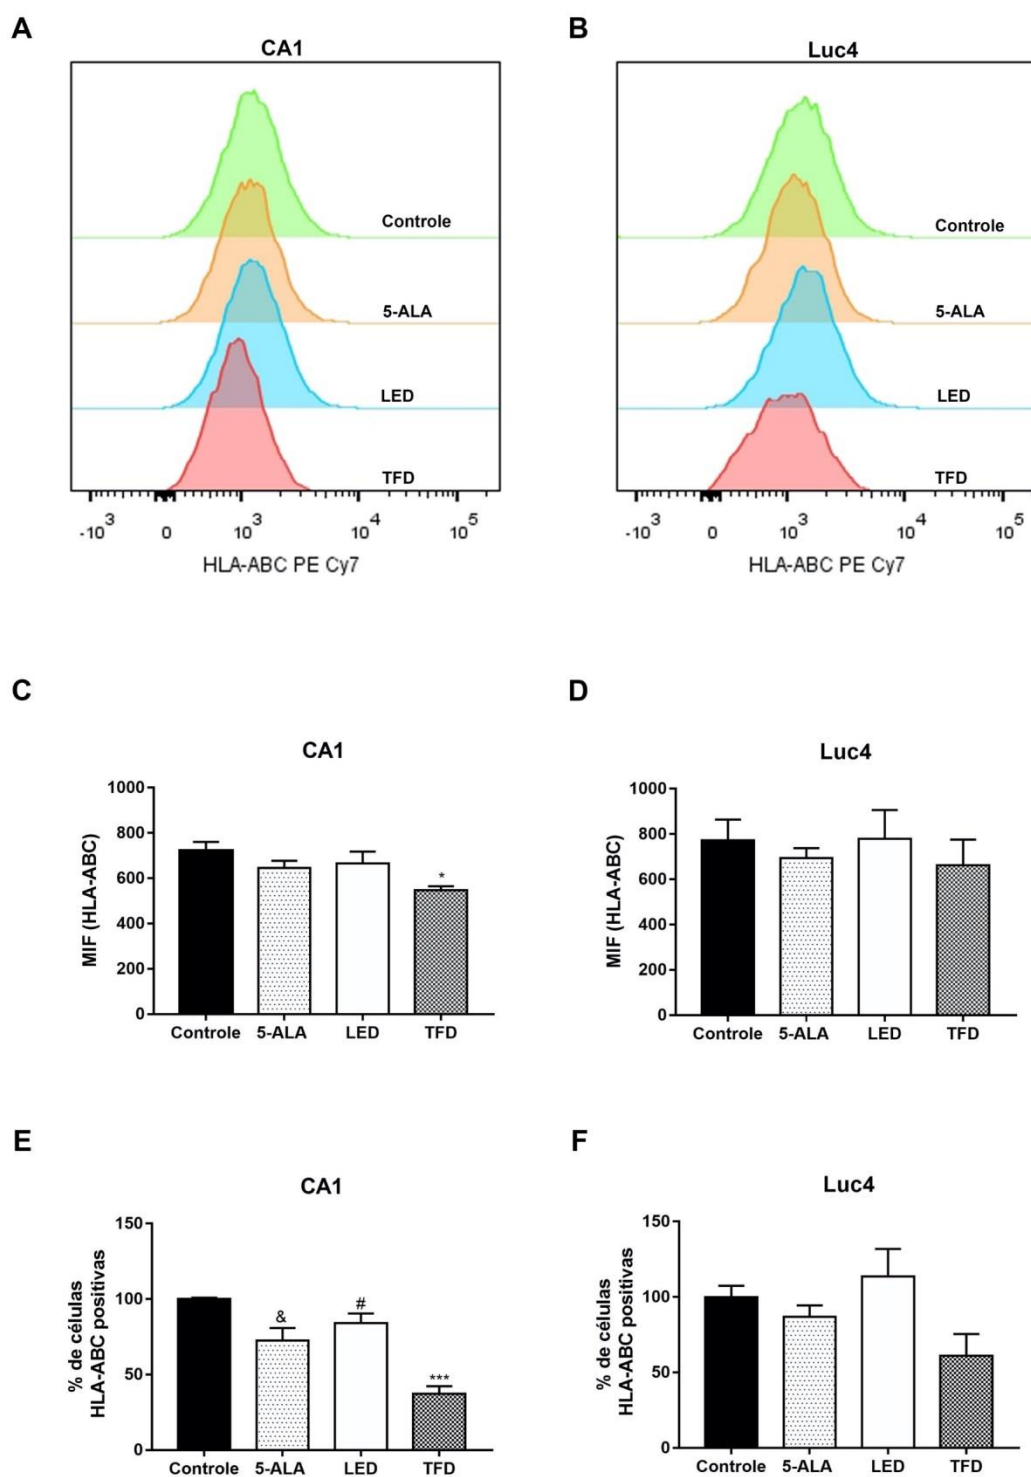 A
B
CA1
Luc4
Controle
Controle
5-ALA
5-ALA
LED
LED
TFD
TFD
-10³ 0 10³ 10⁴ 10⁵
-10³ 0 10³ 10⁴ 10⁵
HLA-ABC PE Cy7
HLA-ABC PE Cy7
C
CA1
MIF (HLA-ABC)
1000
800
600
400
200
0
*
Controle 5-ALA LED TFD
D
Luc4
MIF (HLA-ABC)
1000
800
600
400
200
0
Controle 5-ALA LED TFD
E
CA1
% de células
HLA-ABC positivas
150
100
50
0
& # ***
Controle 5-ALA LED TFD
F
Luc4
% de células
HLA-ABC positivas
150
100
50
0
Controle 5-ALA LED TFD